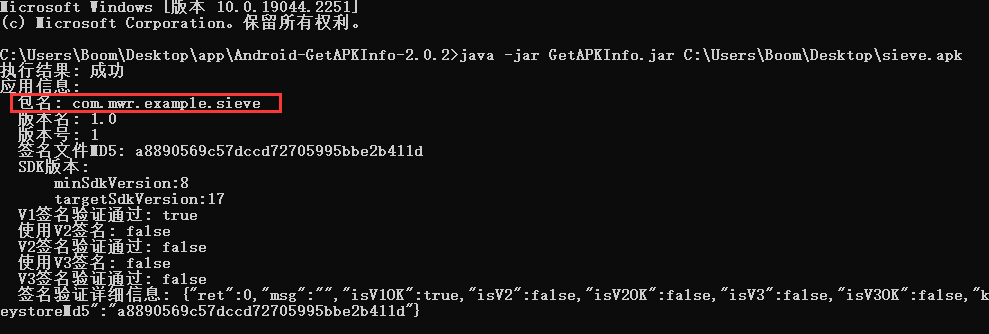 Microsoft Windows [版本 10.0.19044.2251]
(c) Microsoft Corporation。保留所有权利。
C:\Users\Boom\Desktop\app\Android-GetAPKInfo-2.0.2>java -jar GetAPKInfo.jar C:\Users\Boom\Desktop\sieve.apk
执行结果: 成功
应用信息:
包名: com.mwr.example.sieve
版本名: 1.0
版本号: 1
签名文件MD5: a8890569c57dccd72705995bbe2b411d
SDK版本:
minSdkVersion:8
targetSdkVersion:17
V1签名验证通过: true
使用V2签名: false
V2签名验证通过: false
使用V3签名: false
V3签名验证通过: false
签名验证详细信息: {"ret":0,"msg":"","isV1OK":true,"isV2":false,"isV2OK":false,"isV3":false,"isV3OK":false,"k
eystoreMd5":"a8890569c57dccd72705995bbe2b411d"}